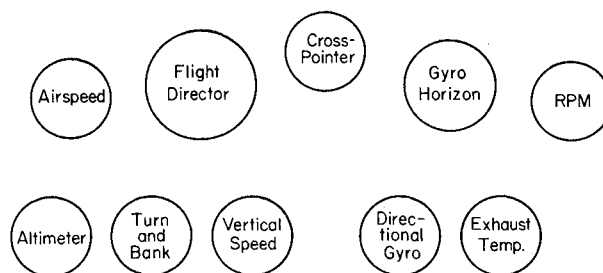 Airspeed
Flight
Director
Cross-
Pointer
Gyro
Horizon
RPM
Altimeter
Turn
and
Bank
Vertical
Speed
Direc-
tional
Gyro
Exhaust
Temp.